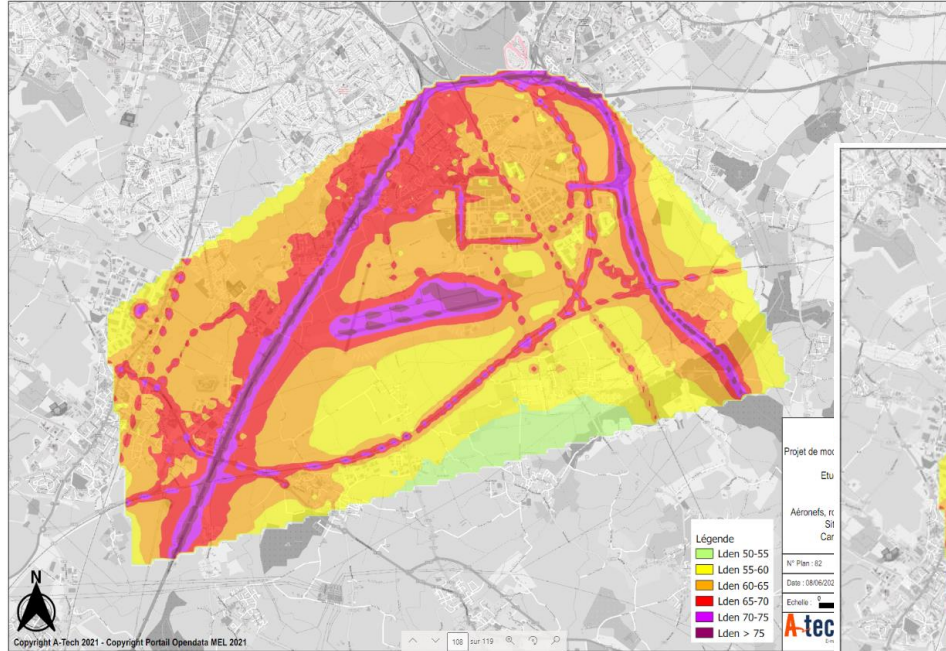 Projet de mod
Etu
Aéronefs, ro
Sit
Car
N° Plan : 82
Date : 08/06/202
Echelle : 0
A-tec
Légende
Lden 50-55
Lden 55-60
Lden 60-65
Lden 65-70
Lden 70-75
Lden > 75
N
Copyright A-Tech 2021 - Copyright Portail Opendata MEL 2021
108 sur 119